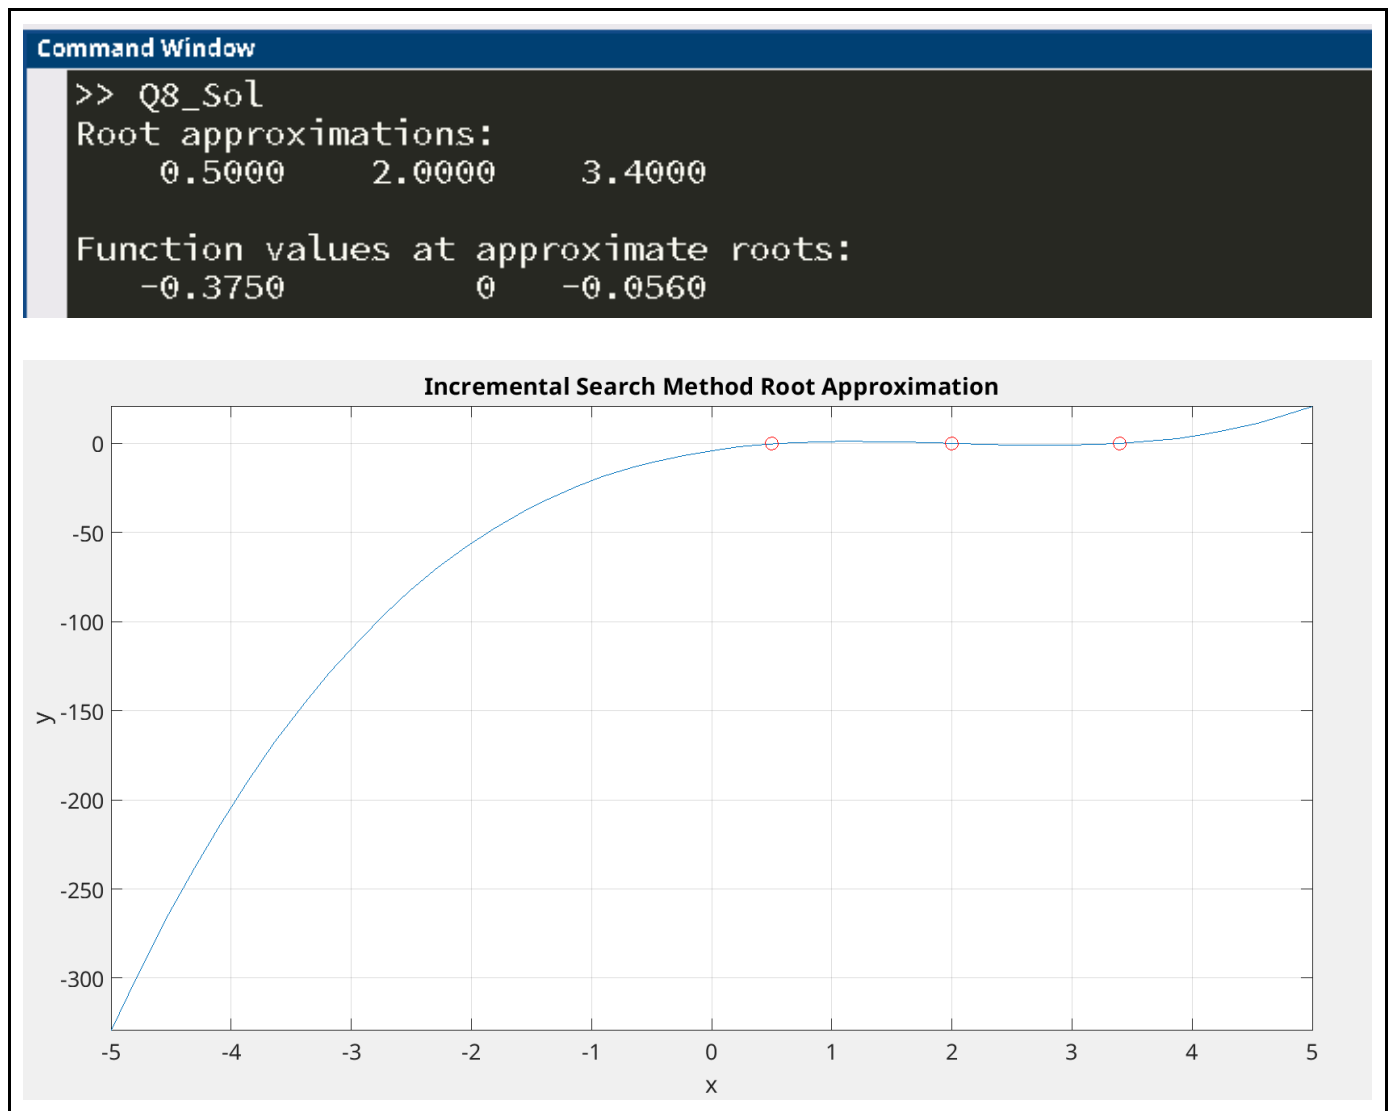 Command Window
>> Q8_Sol
Root approximations:
0.5000 2.0000 3.4000
Function values at approximate roots:
-0.3750 0 -0.0560
Incremental Search Method Root Approximation
0
-50
-100
-150
-200
-250
-300
y
-5 -4 -3 -2 -1 0 1 2 3 4 5
x